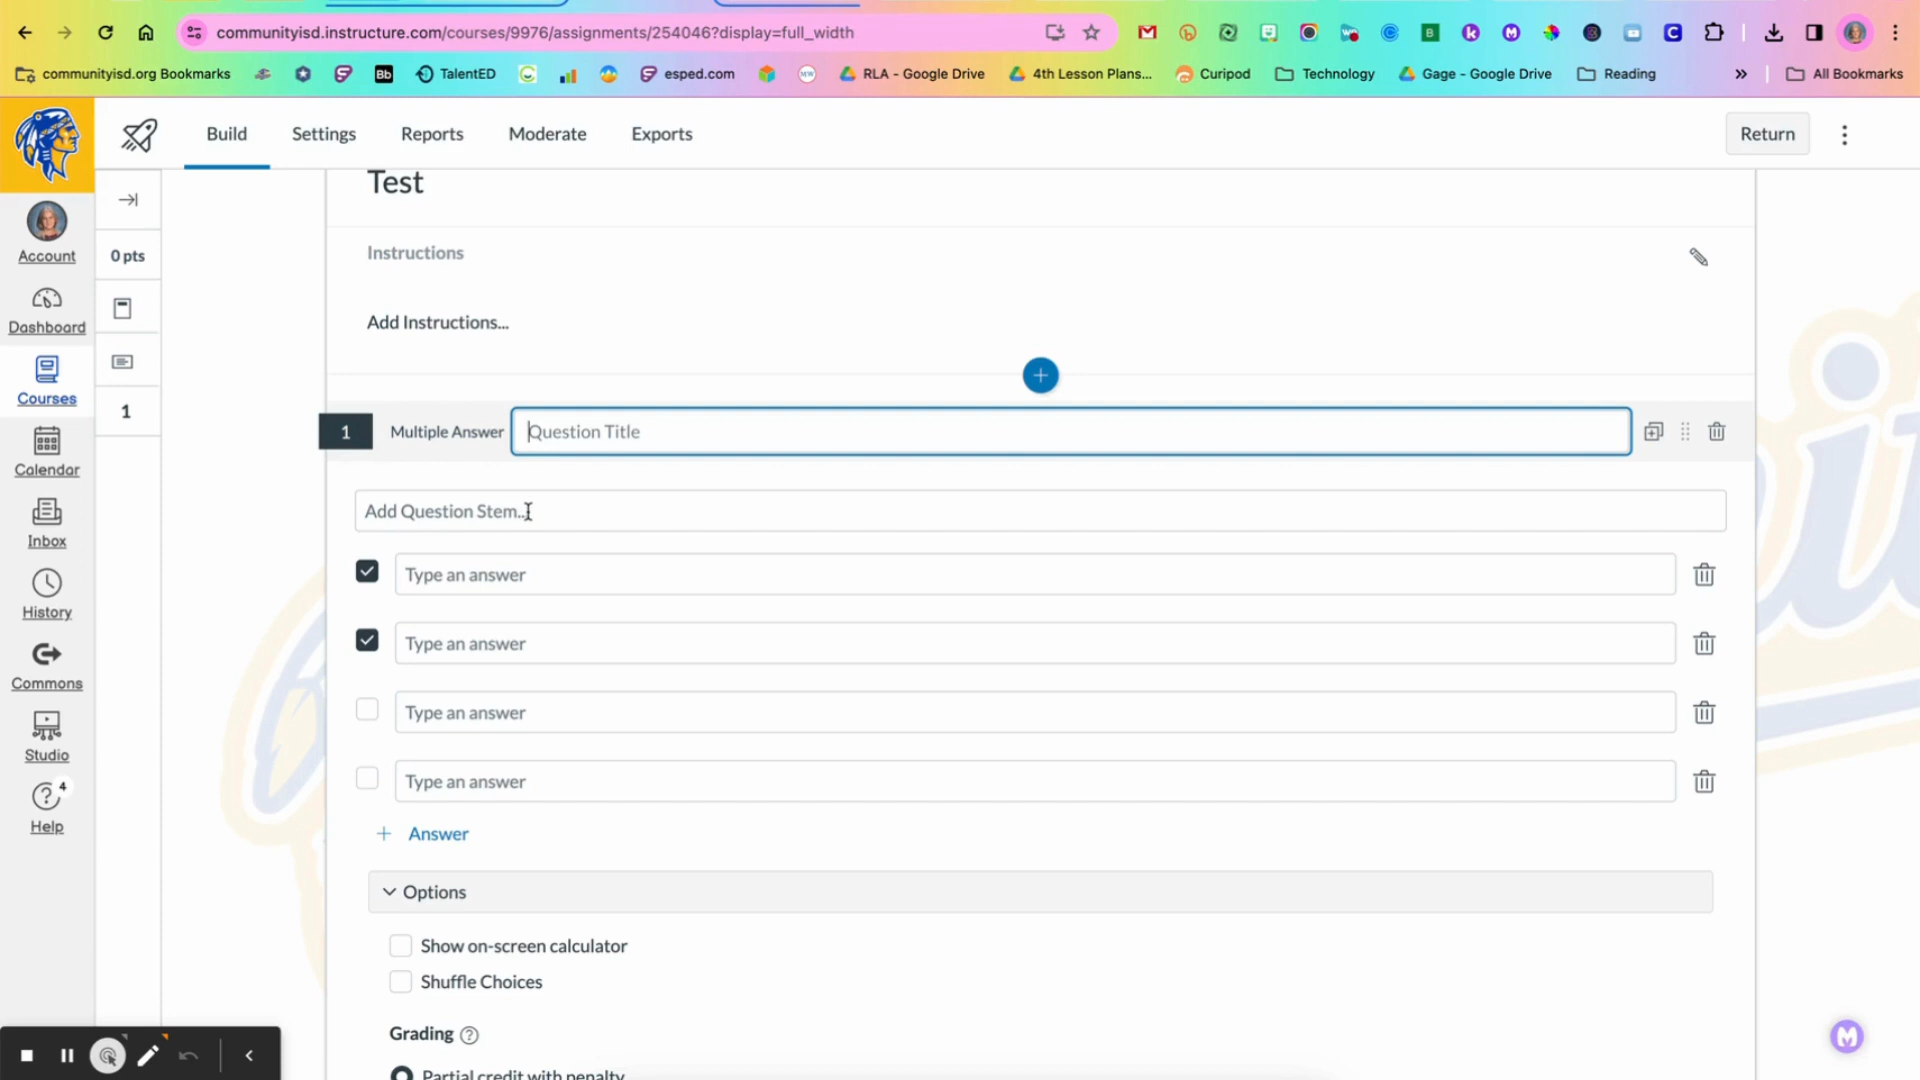 communityisd.instructure.com/courses/9976/assignments/254046?display=full_width
communityisd.org Bookmarks
Bb
TalentED
esped.com
MW
RLA - Google Drive
4th Lesson Plans...
Curipod
Technology
Gage - Google Drive
Reading
»
All Bookmarks
Build
Settings
Reports
Moderate
Exports
Return
Account
Dashboard
Courses
Calendar
Inbox
History
Commons
Studio
4
Help
0 pts
1
Test
Instructions
Add Instructions...
1
Multiple Answer
Question Title
Add Question Stem...
Type an answer
Type an answer
Type an answer
Type an answer
+ Answer
Options
Show on-screen calculator
Shuffle Choices
Grading ?
Partial credit with penalty
M